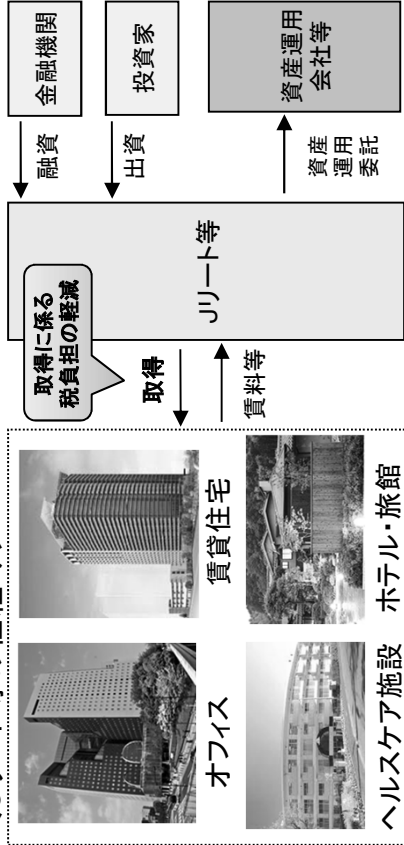 取得に係る
税負担の軽減
オフィス
賃貸住宅
ヘルスケア施設
ホテル・旅館
取得
賃料等
Jリート等
融資
出資
資産
運用
委託
金融機関
投資家
資産運用
会社等